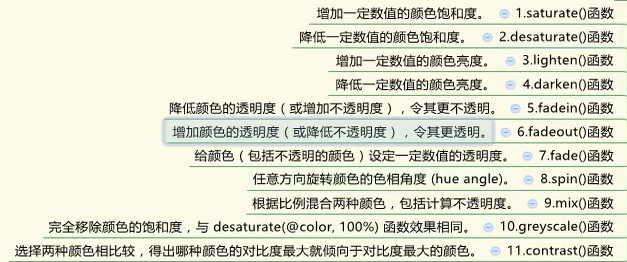 增加一定数值的颜色饱和度。 1.saturate()函数
降低一定数值的颜色饱和度。 2.desaturate()函数
增加一定数值的颜色亮度。 3.lighten()函数
降低一定数值的颜色亮度。 4.darken()函数
降低颜色的透明度（或增加不透明度），令其更不透明。 5.fadein()函数
增加颜色的透明度（或降低不透明度），令其更透明。 6.fadeout()函数
给颜色（包括不透明的颜色）设定一定数值的透明度。 7.fade()函数
任意方向旋转颜色的色相角度 (hue angle)。 8.spin()函数
根据比例混合两种颜色，包括计算不透明度。 9.mix()函数
完全移除颜色的饱和度，与 desaturate(@color, 100%) 函数效果相同。 10.greyscale()函数
选择两种颜色相比较，得出哪种颜色的对比度最大就倾向于对比度最大的颜色。 11.contrast()函数